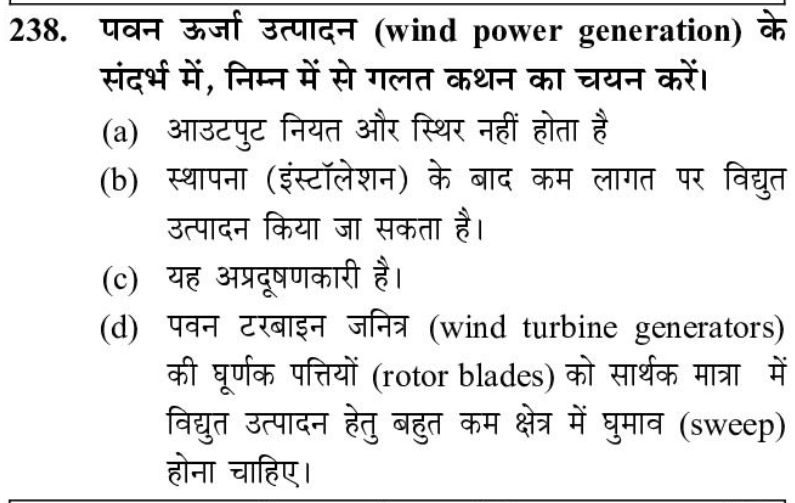 238. पवन ऊर्जा उत्पादन (wind power generation) के
संदर्भ में, निम्न में से गलत कथन का चयन करें।
(a) आउटपुट नियत और स्थिर नहीं होता है
(b) स्थापना (इंस्टॉलेशन) के बाद कम लागत पर विद्युत
उत्पादन किया जा सकता है।
(c) यह अप्रदूषणकारी है।
(d) पवन टरबाइन जनित्र (wind turbine generators)
की घूर्णक पत्तियों (rotor blades) को सार्थक मात्रा में
विद्युत उत्पादन हेतु बहुत कम क्षेत्र में घुमाव (sweep)
होना चाहिए।